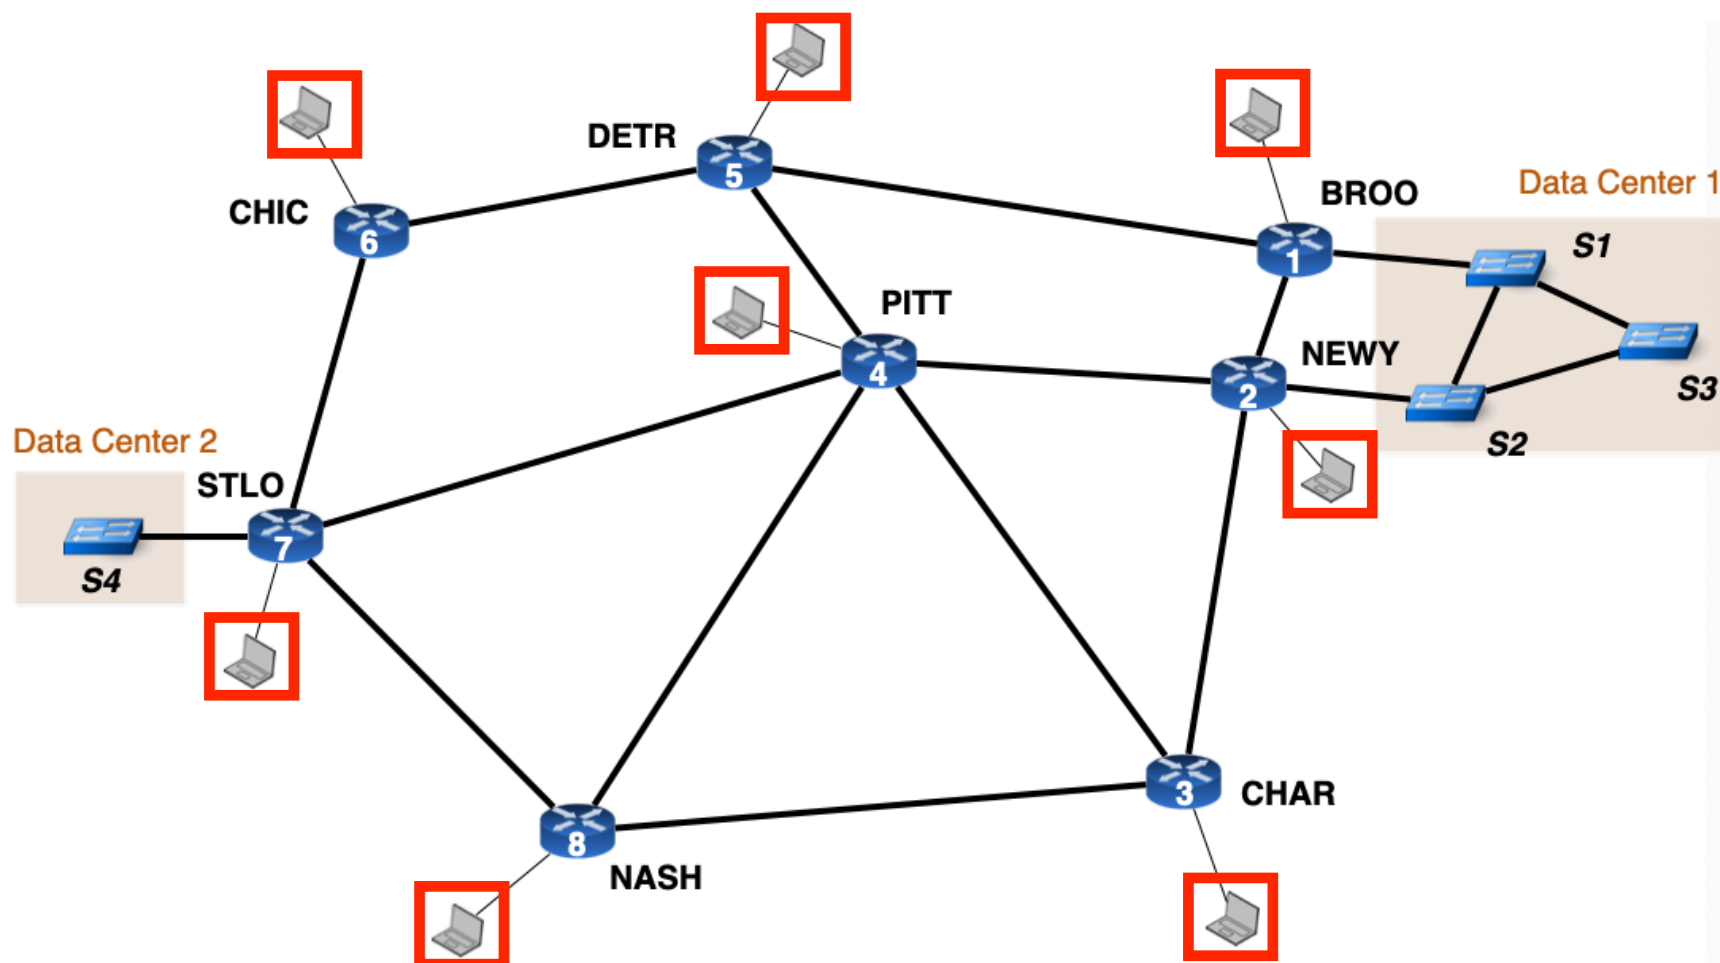 DETR
5
CHIC
6
BROO
1
Data Center 1
S1
PITT
4
NEWY
2
S3
S2
Data Center 2
STLO
7
S4
3
CHAR
8
NASH